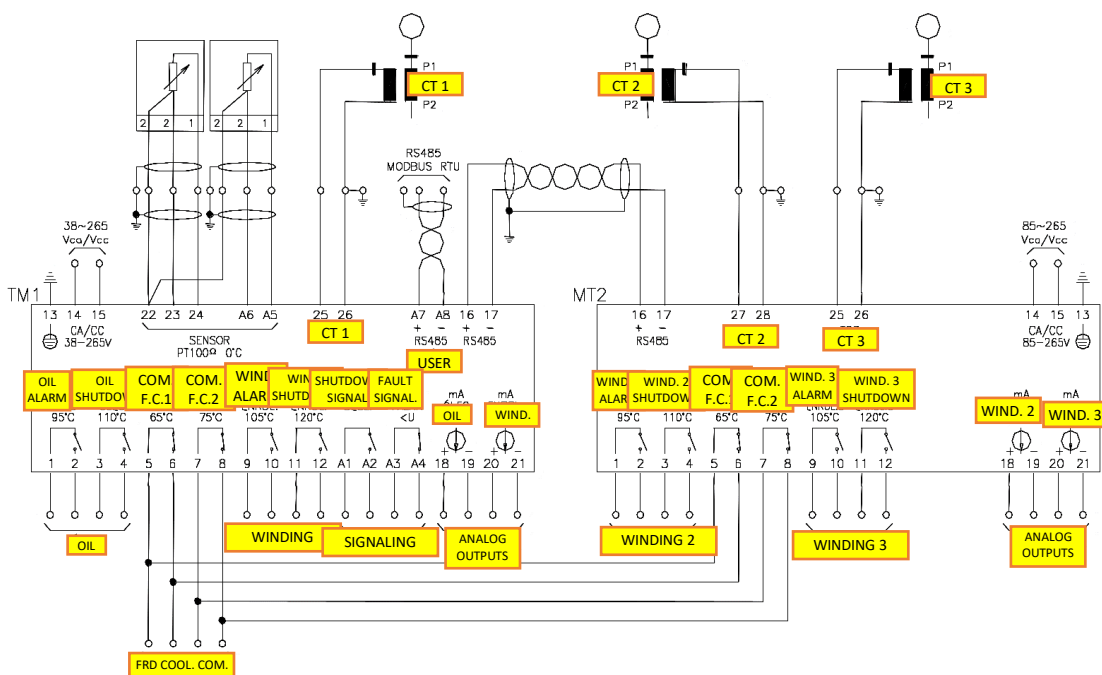 P1
CT 1
P2
P1
CT 2
P2
P1
CT 3
P2
2 2 1
2 2 1
RS485
MODBUS RTU
38~265
Vca/Vcc
85~265
Vca/Vcc
TM1
MT2
13 14 15 22 23 24 A6 A5 25 26 A7 A8 16 17
16 17 27 28 25 26 14 15 13
CA/CC
38-265V
SENSOR
PT100Ω 0°C
CT 1
+ - + -
RS485 RS485
USER
+ -
RS485
CT 2
CT 3
CA/CC
85-265V
OIL
ALARM
OIL
SHUTDOW
COM.
F.C.1
COM.
F.C.2
WIND
ALAR
WIN
SHUTD
SHUTDOW
SIGNAL
FAULT
SIGNAL.
mA
OIL
mA
WIND.
95°C 110°C 65°C 75°C 105°C 120°C <U
WIND
ALAR
WIND. 2
SHUTDOW
COM
F.C.1
COM.
F.C.2
WIND. 3
ALARM
WIND. 3
SHUTDOWN
mA
WIND. 2
mA
WIND. 3
95°C 110°C 65°C 75°C 105°C 120°C
+ - + -
+ - + -
1 2 3 4 5 6 7 8 9 10 11 12 A1 A2 A3 A4 18 19 20 21
1 2 3 4 5 6 7 8 9 10 11 12 18 19 20 21
OIL
WINDING
SIGNALING
ANALOG
OUTPUTS
WINDING 2
WINDING 3
ANALOG
OUTPUTS
FRD COOL. COM.